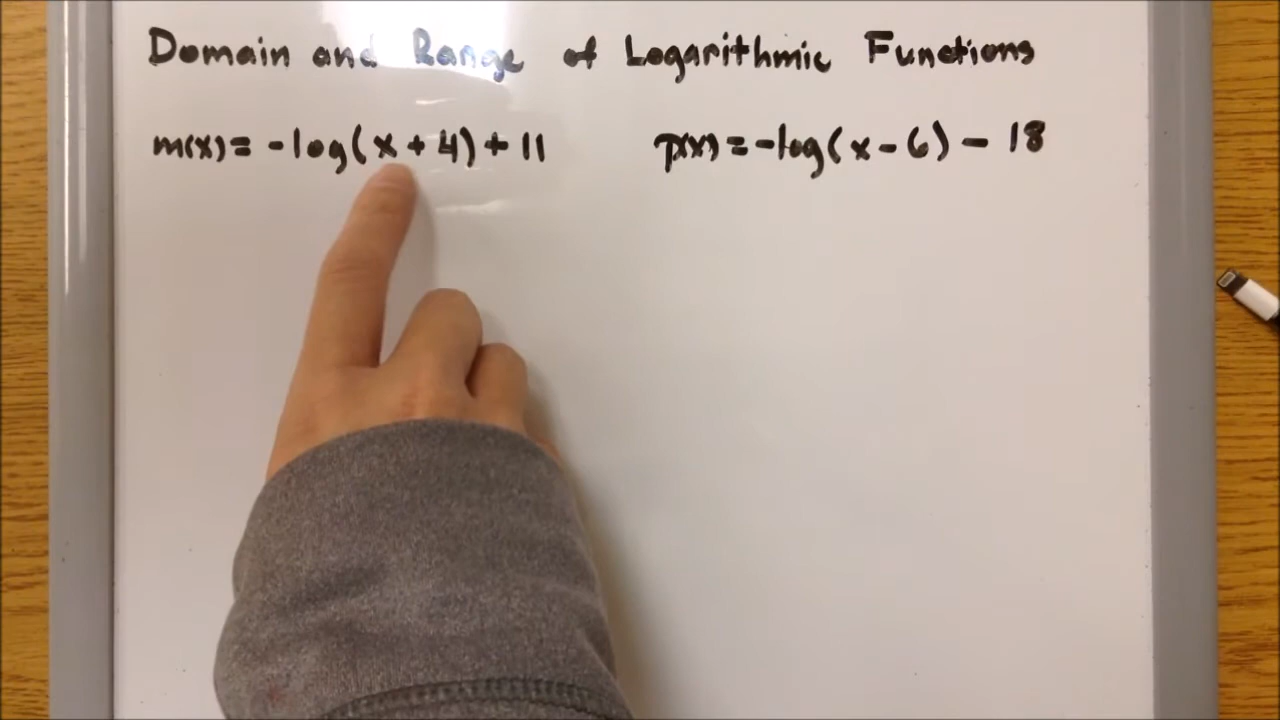 Domain and Range of Logarithmic Functions
m(x) = -log(x + 4) + 11
p(x) = -log(x - 6) - 18